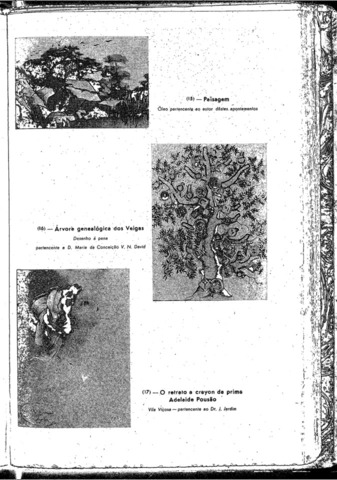 (15) — Paisagem
Óleo pertencente ao autor dêstes apontamentos
(16) — Árvore genealógica dos Veigas
Desenho à pena
pertencente a D. Maria da Conceição V. N. David
(17) — O retrato a crayon da prima
Adelaide Pousão
Vila Viçosa — pertencente ao Dr. J. Jardim